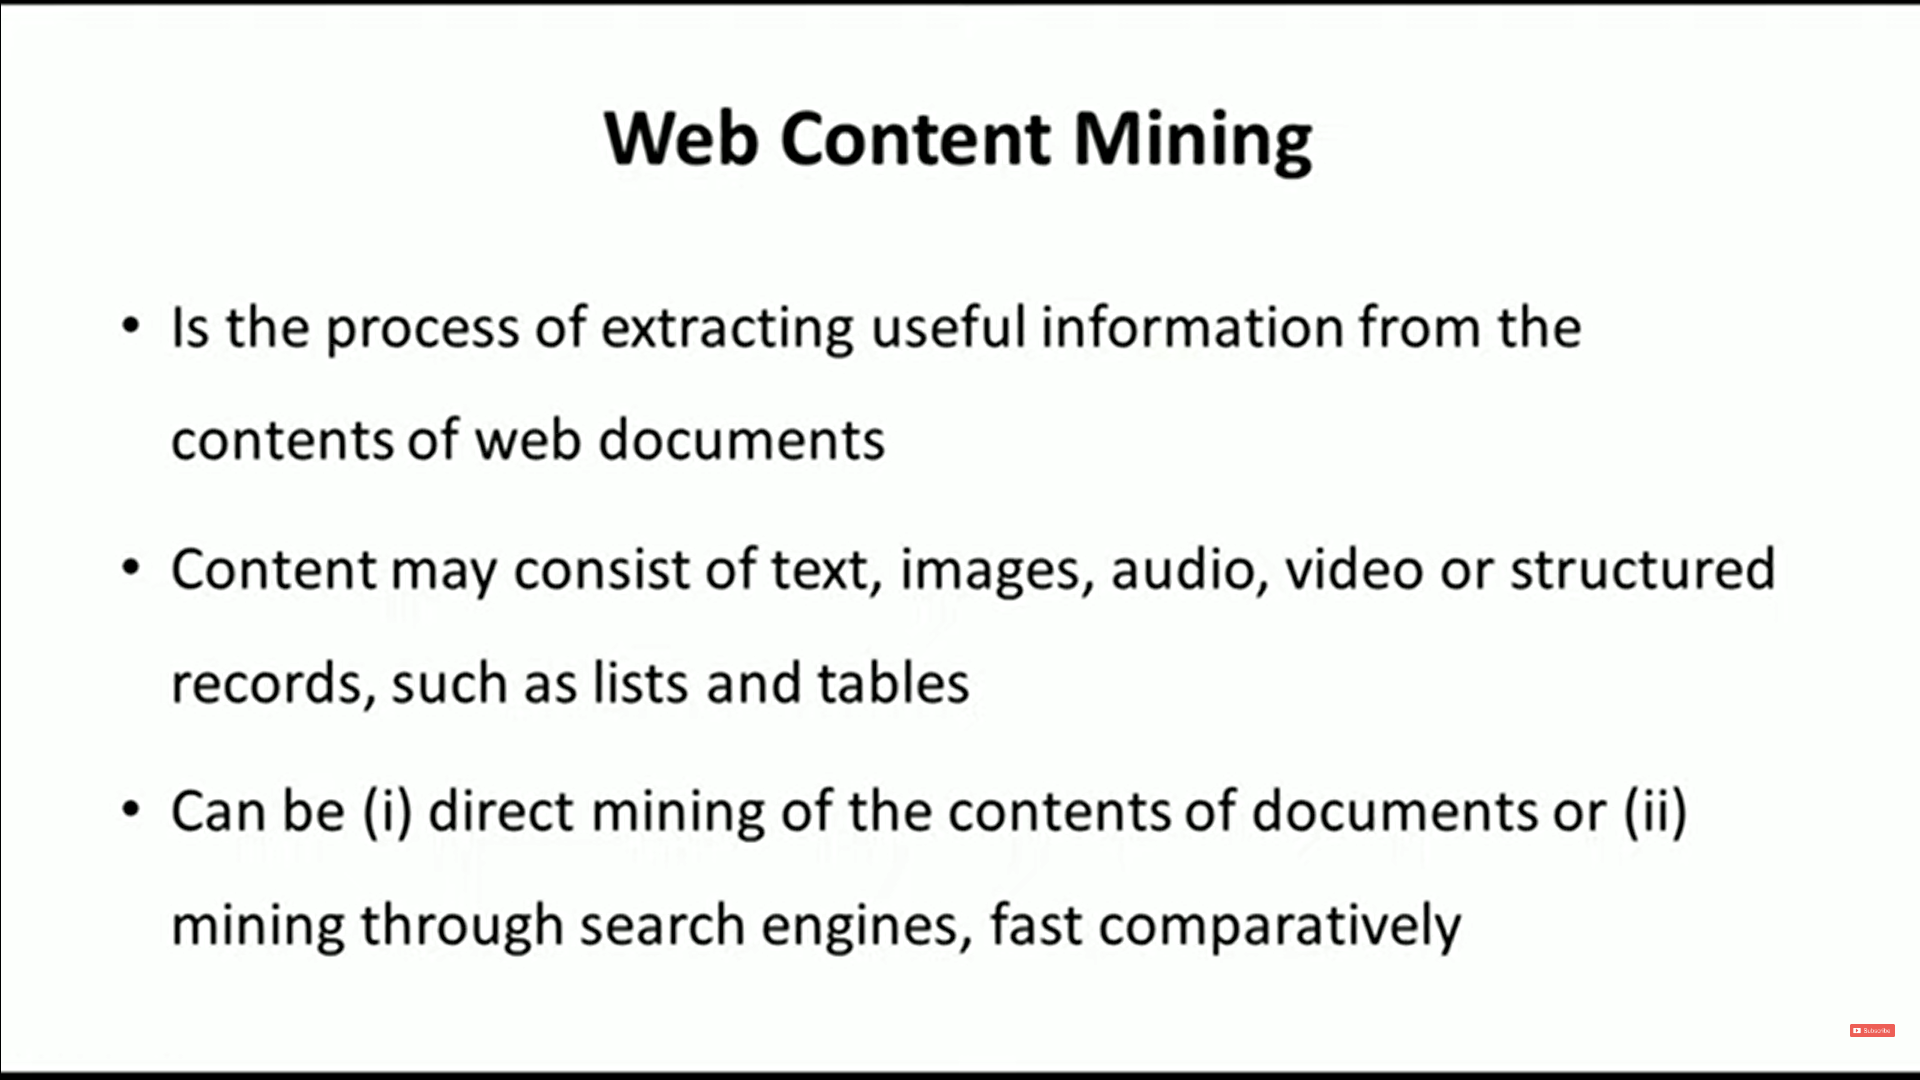 Web Content Mining
• Is the process of extracting useful information from the
contents of web documents
• Content may consist of text, images, audio, video or structured
records, such as lists and tables
• Can be (i) direct mining of the contents of documents or (ii)
mining through search engines, fast comparatively
Subscribe